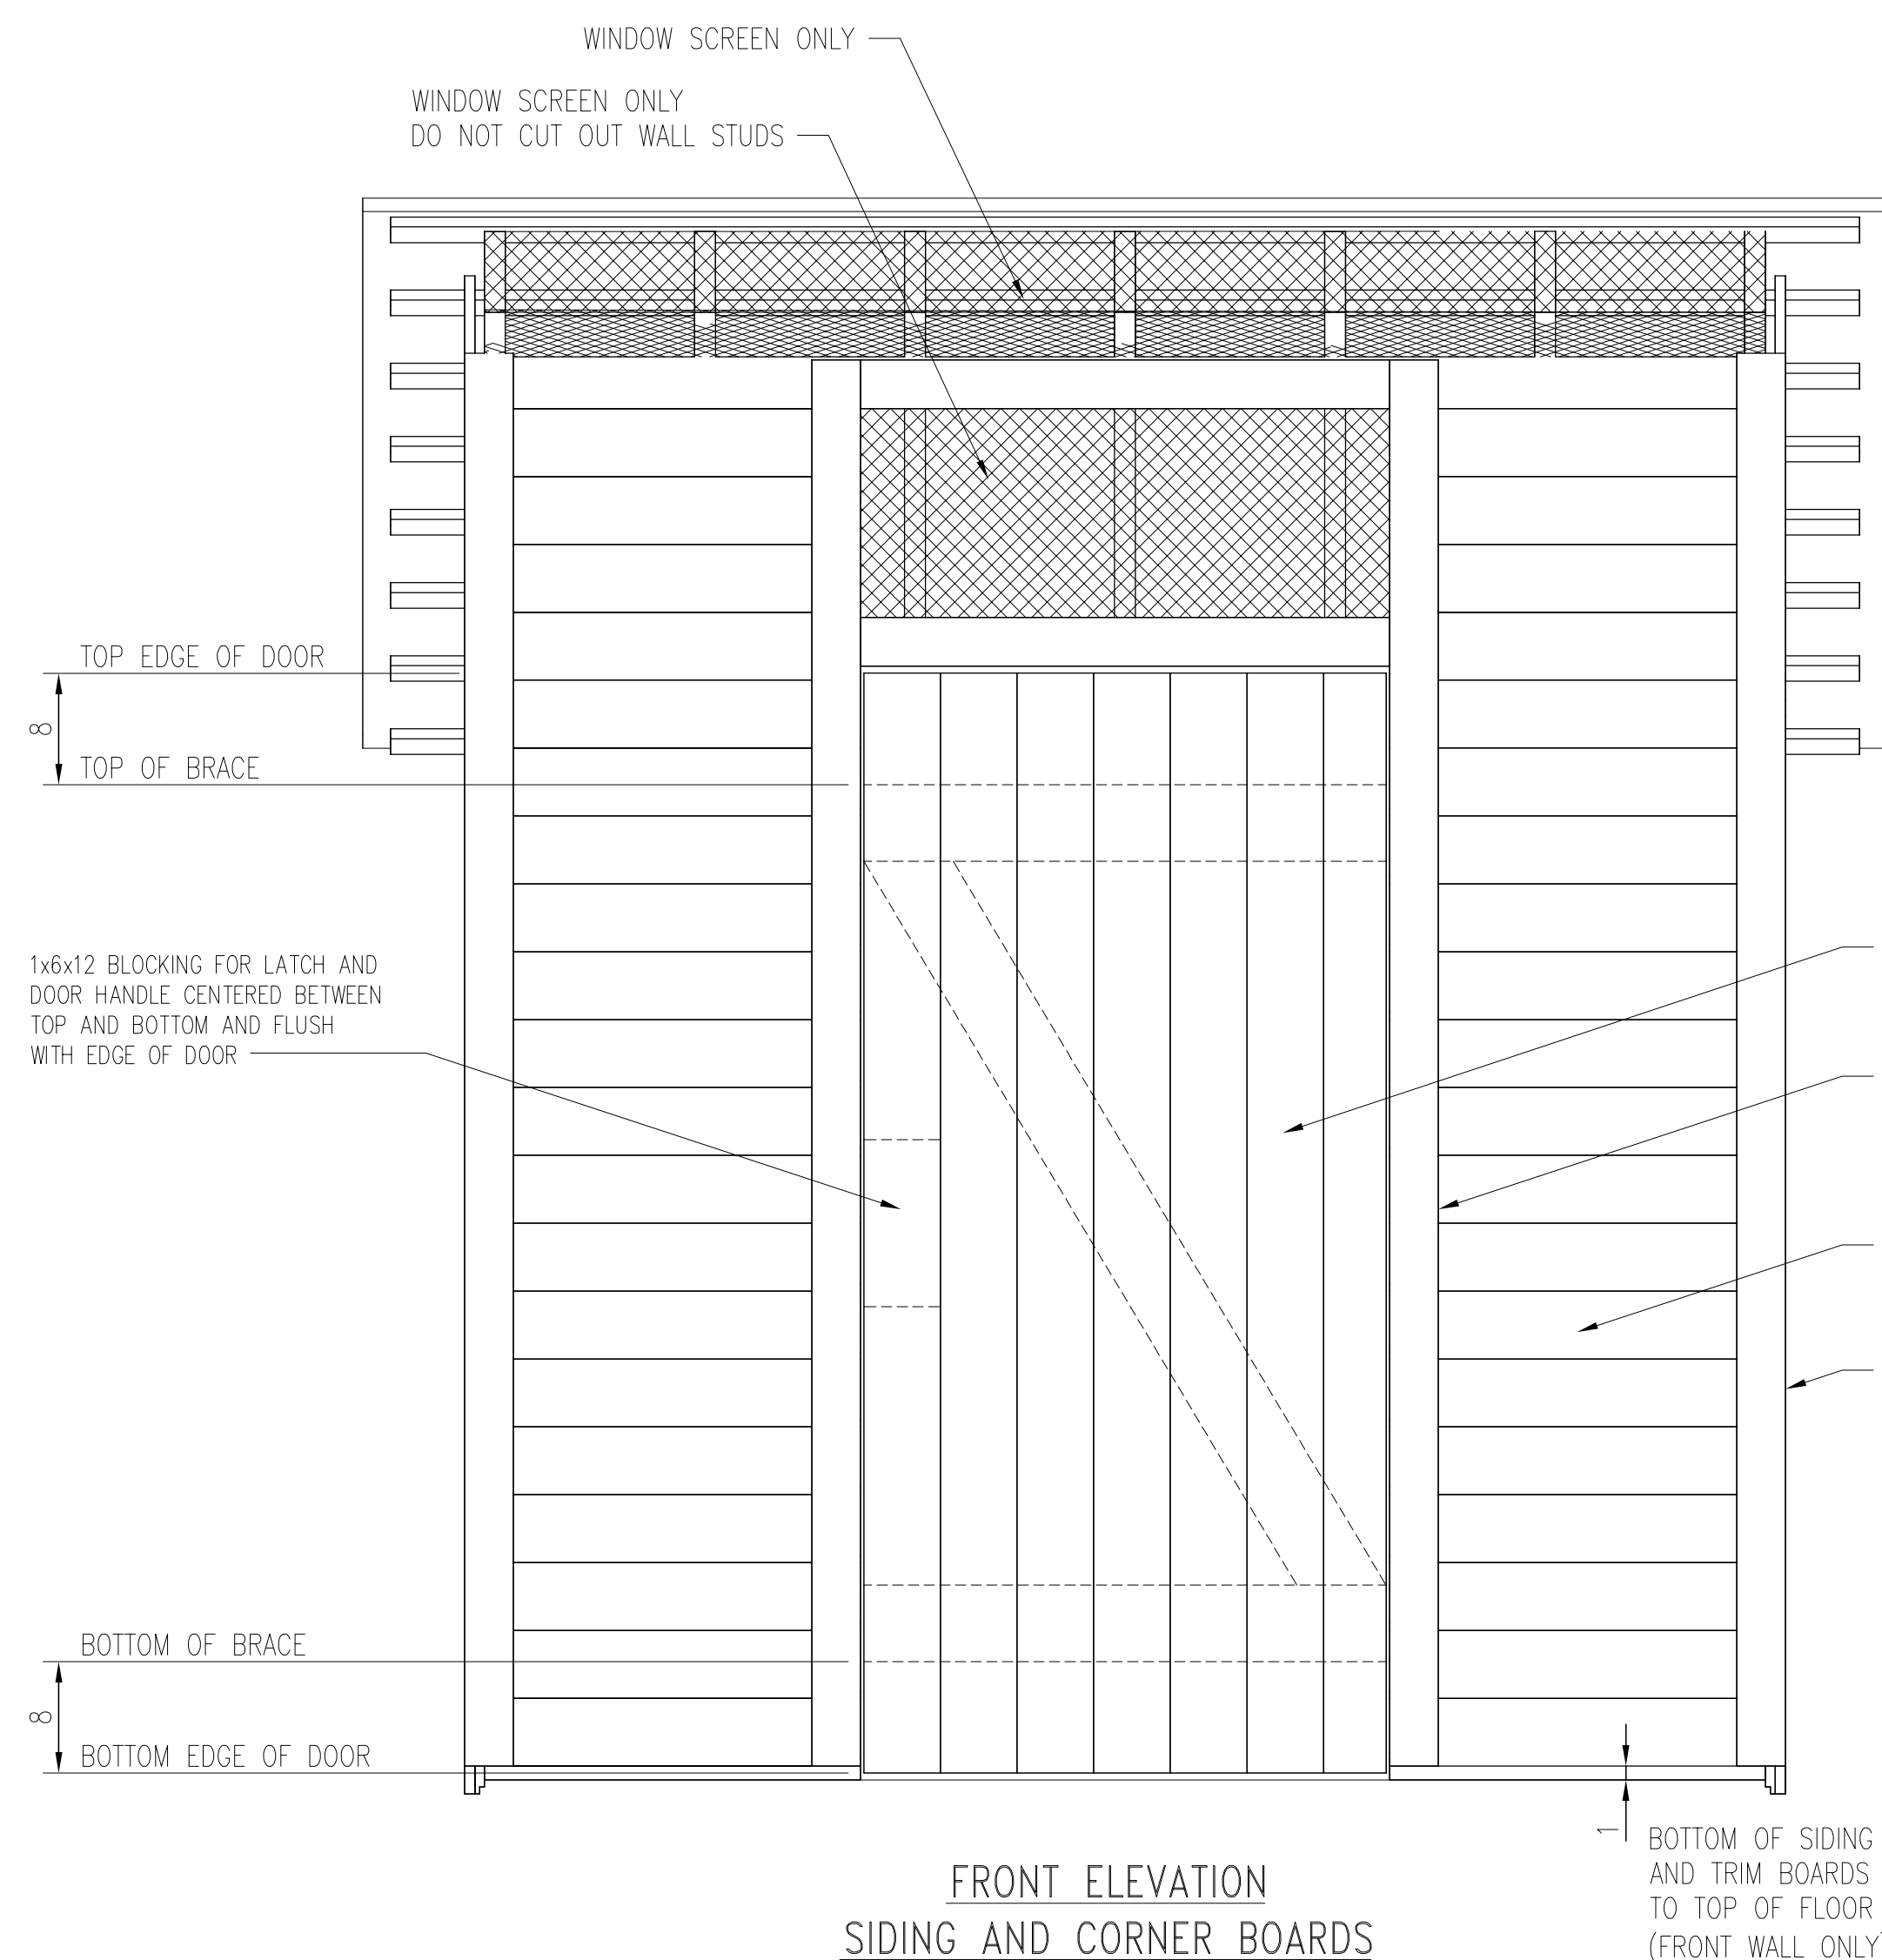 WINDOW SCREEN ONLY
WINDOW SCREEN ONLY
DO NOT CUT OUT WALL STUDS
TOP EDGE OF DOOR
8
TOP OF BRACE
1x6x12 BLOCKING FOR LATCH AND
DOOR HANDLE CENTERED BETWEEN
TOP AND BOTTOM AND FLUSH
WITH EDGE OF DOOR
BOTTOM OF BRACE
8
BOTTOM EDGE OF DOOR
1
BOTTOM OF SIDING
AND TRIM BOARDS
TO TOP OF FLOOR
(FRONT WALL ONLY)
FRONT ELEVATION
SIDING AND CORNER BOARDS